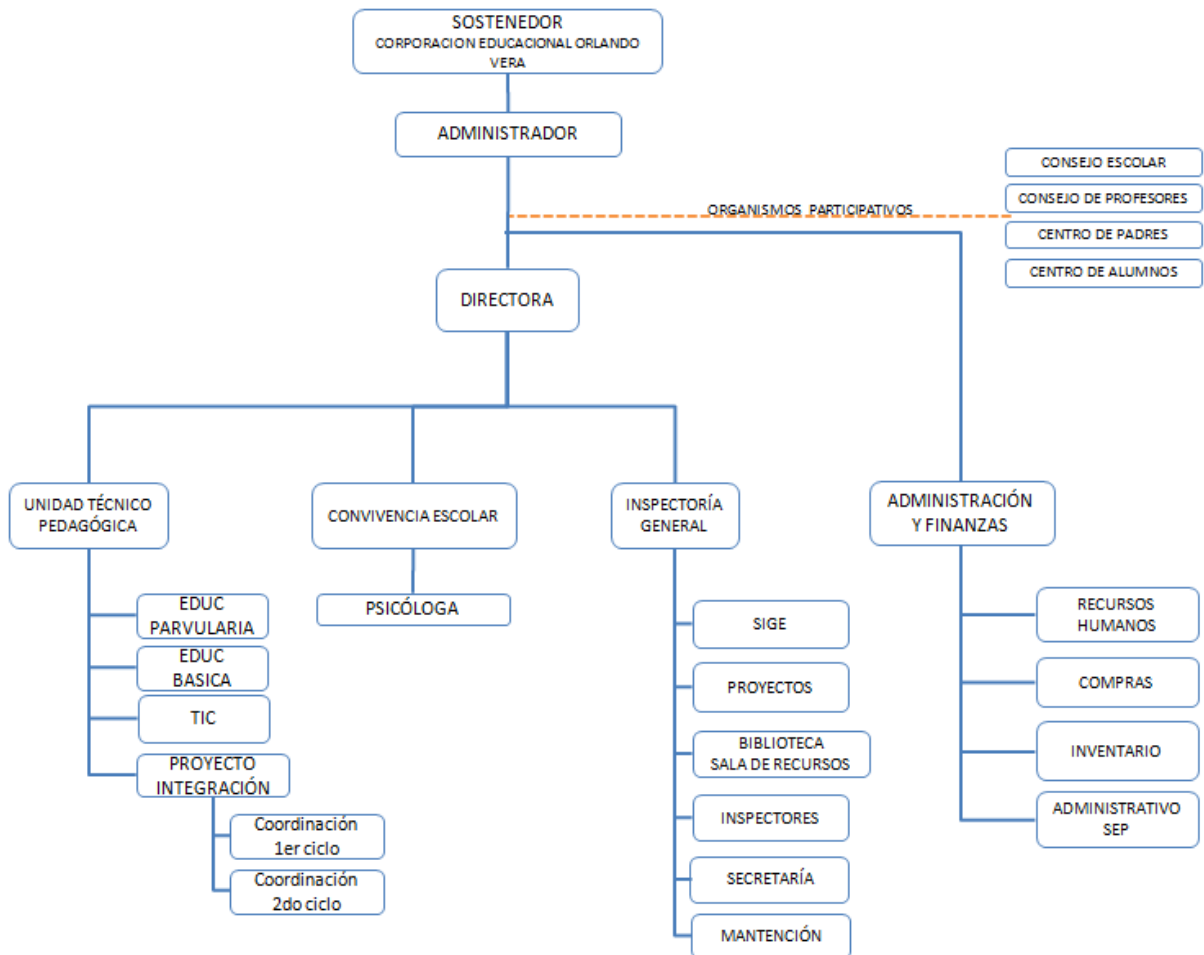 SOSTENEDOR
CORPORACION EDUCACIONAL ORLANDO
VERA
ADMINISTRADOR
CONSEJO ESCOLAR
CONSEJO DE PROFESORES
ORGANISMOS PARTICIPATIVOS
CENTRO DE PADRES
CENTRO DE ALUMNOS
DIRECTORA
UNIDAD TÉCNICO
PEDAGÓGICA
CONVIVENCIA ESCOLAR
INSPECTORÍA
GENERAL
ADMINISTRACIÓN
Y FINANZAS
EDUC
PARVULARIA
EDUC
BASICA
TIC
PROYECTO
INTEGRACIÓN
Coordinación
1er ciclo
Coordinación
2do ciclo
PSICÓLOGA
SIGE
PROYECTOS
BIBLIOTECA
SALA DE RECURSOS
INSPECTORES
SECRETARÍA
MANTENCIÓN
RECURSOS
HUMANOS
COMPRAS
INVENTARIO
ADMINISTRATIVO
SEP